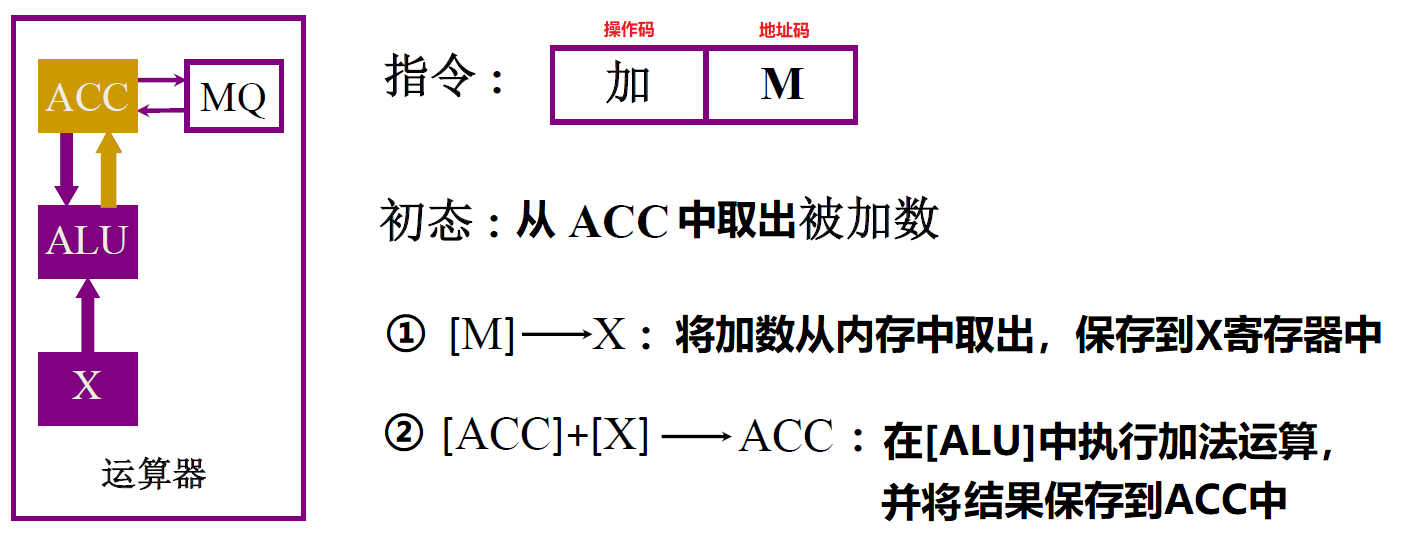 ACC
MQ
ALU
X
运算器
操作码 地址码
指令： 加 M
初态：从 ACC 中取出被加数
① [M]→X：将加数从内存中取出，保存到X寄存器中
② [ACC]+[X]→ACC：在[ALU]中执行加法运算，
并将结果保存到ACC中